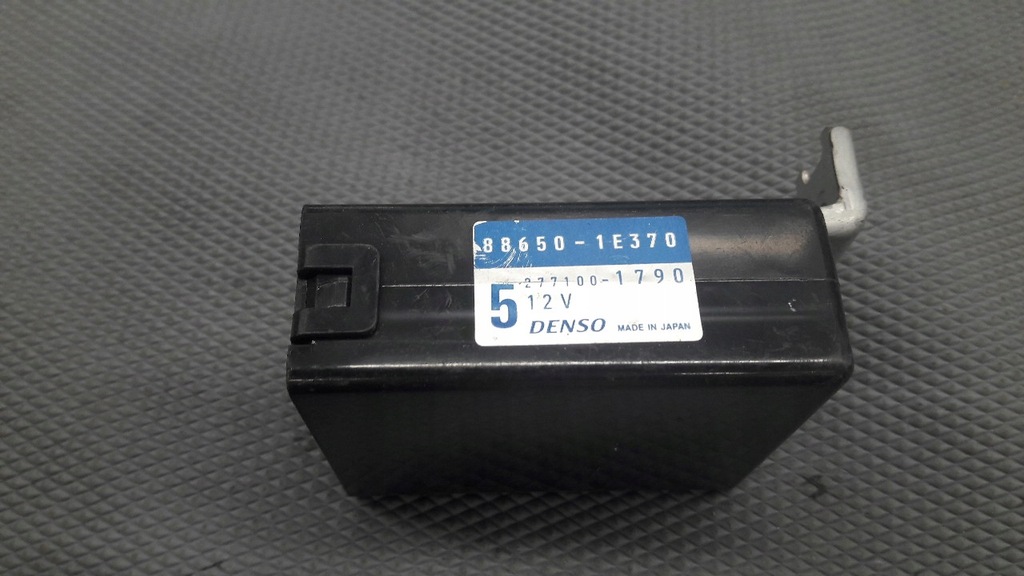 88650-1E370
277100-1790
5 12V
DENSO MADE IN JAPAN